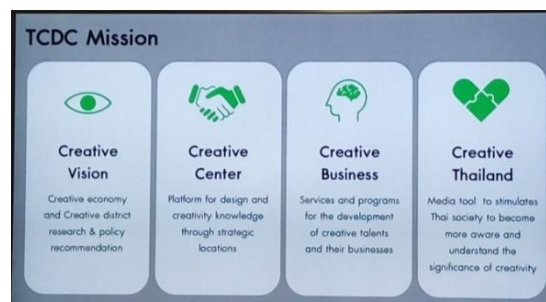 TCDC Mission
Creative
Vision
Creative economy
and Creative district
research & policy
recommendation
Creative
Center
Platform for design and
creativity knowledge
through strategic
locations
Creative
Business
Services and programs
for the development
of creative talents
and their businesses
Creative
Thailand
Media tool to stimulates
Thai society to become
more aware and
understand the
significance of creativity